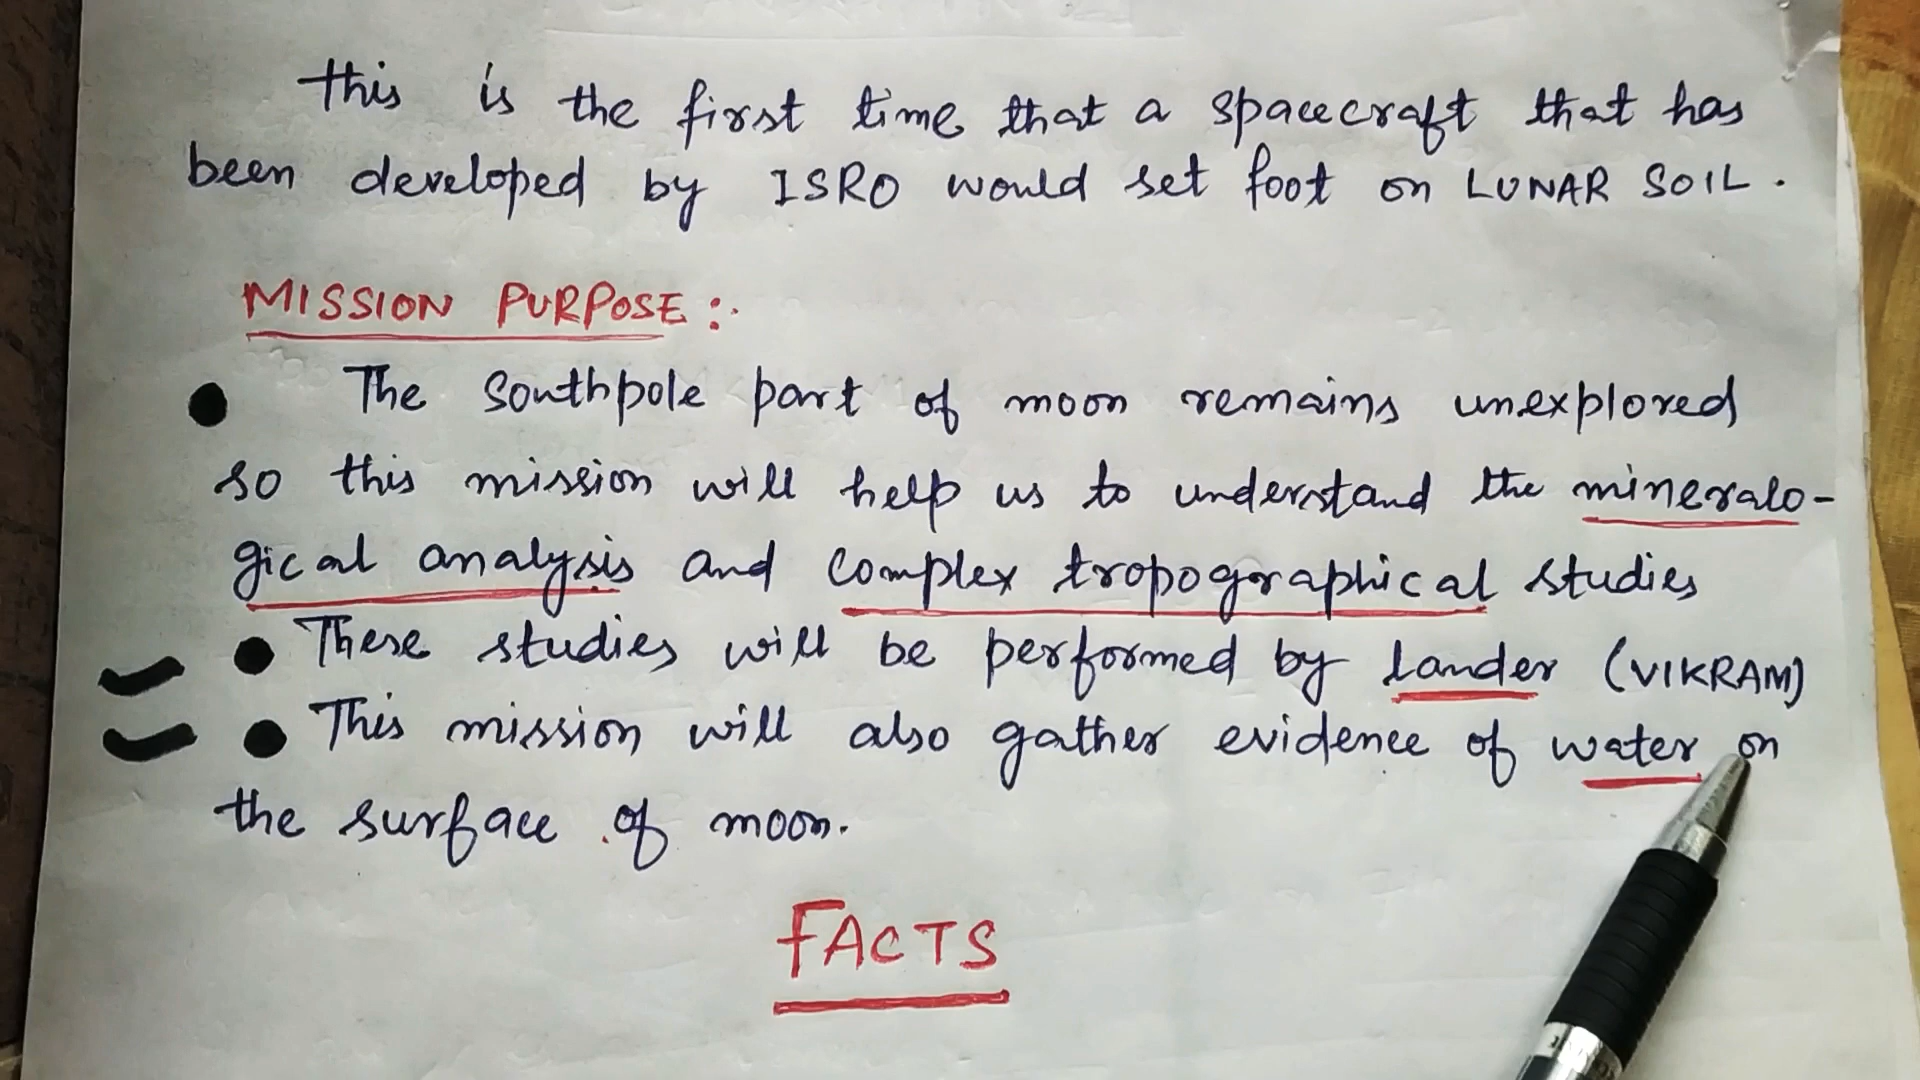 this is the first time that a spacecraft that has
been developed by ISRO would set foot on LUNAR SOIL.
MISSION PURPOSE :-
● The southpole part of moon remains unexplored
so this mission will help us to understand the mineralo-
gical analysis and complex tropographical studies
● These studies will be performed by lander (VIKRAM)
● This mission will also gather evidence of water on
the surface of moon.
FACTS